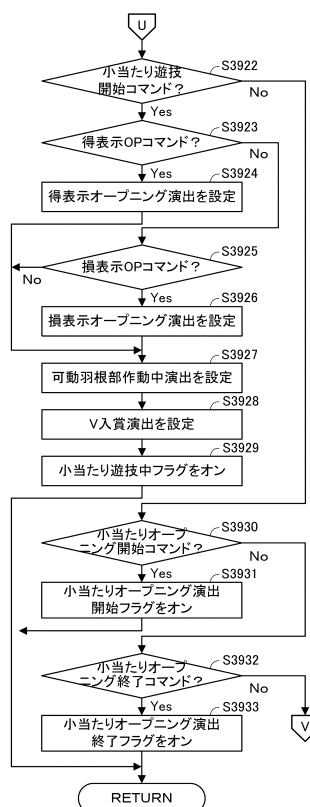 U
S3922
小当たり遊技
開始コマンド？
No
Yes
S3923
得表示OPコマンド？
No
Yes
S3924
得表示オープニング演出を設定
S3925
損表示OPコマンド？
No
Yes
S3926
損表示オープニング演出を設定
S3927
可動羽根部作動中演出を設定
S3928
V入賞演出を設定
S3929
小当たり遊技中フラグをオン
S3930
小当たりオープ
ニング開始コマンド？
No
Yes
S3931
小当たりオープニング演出
開始フラグをオン
S3932
小当たりオープ
ニング終了コマンド？
No
Yes
S3933
小当たりオープニング演出
終了フラグをオン
V
RETURN